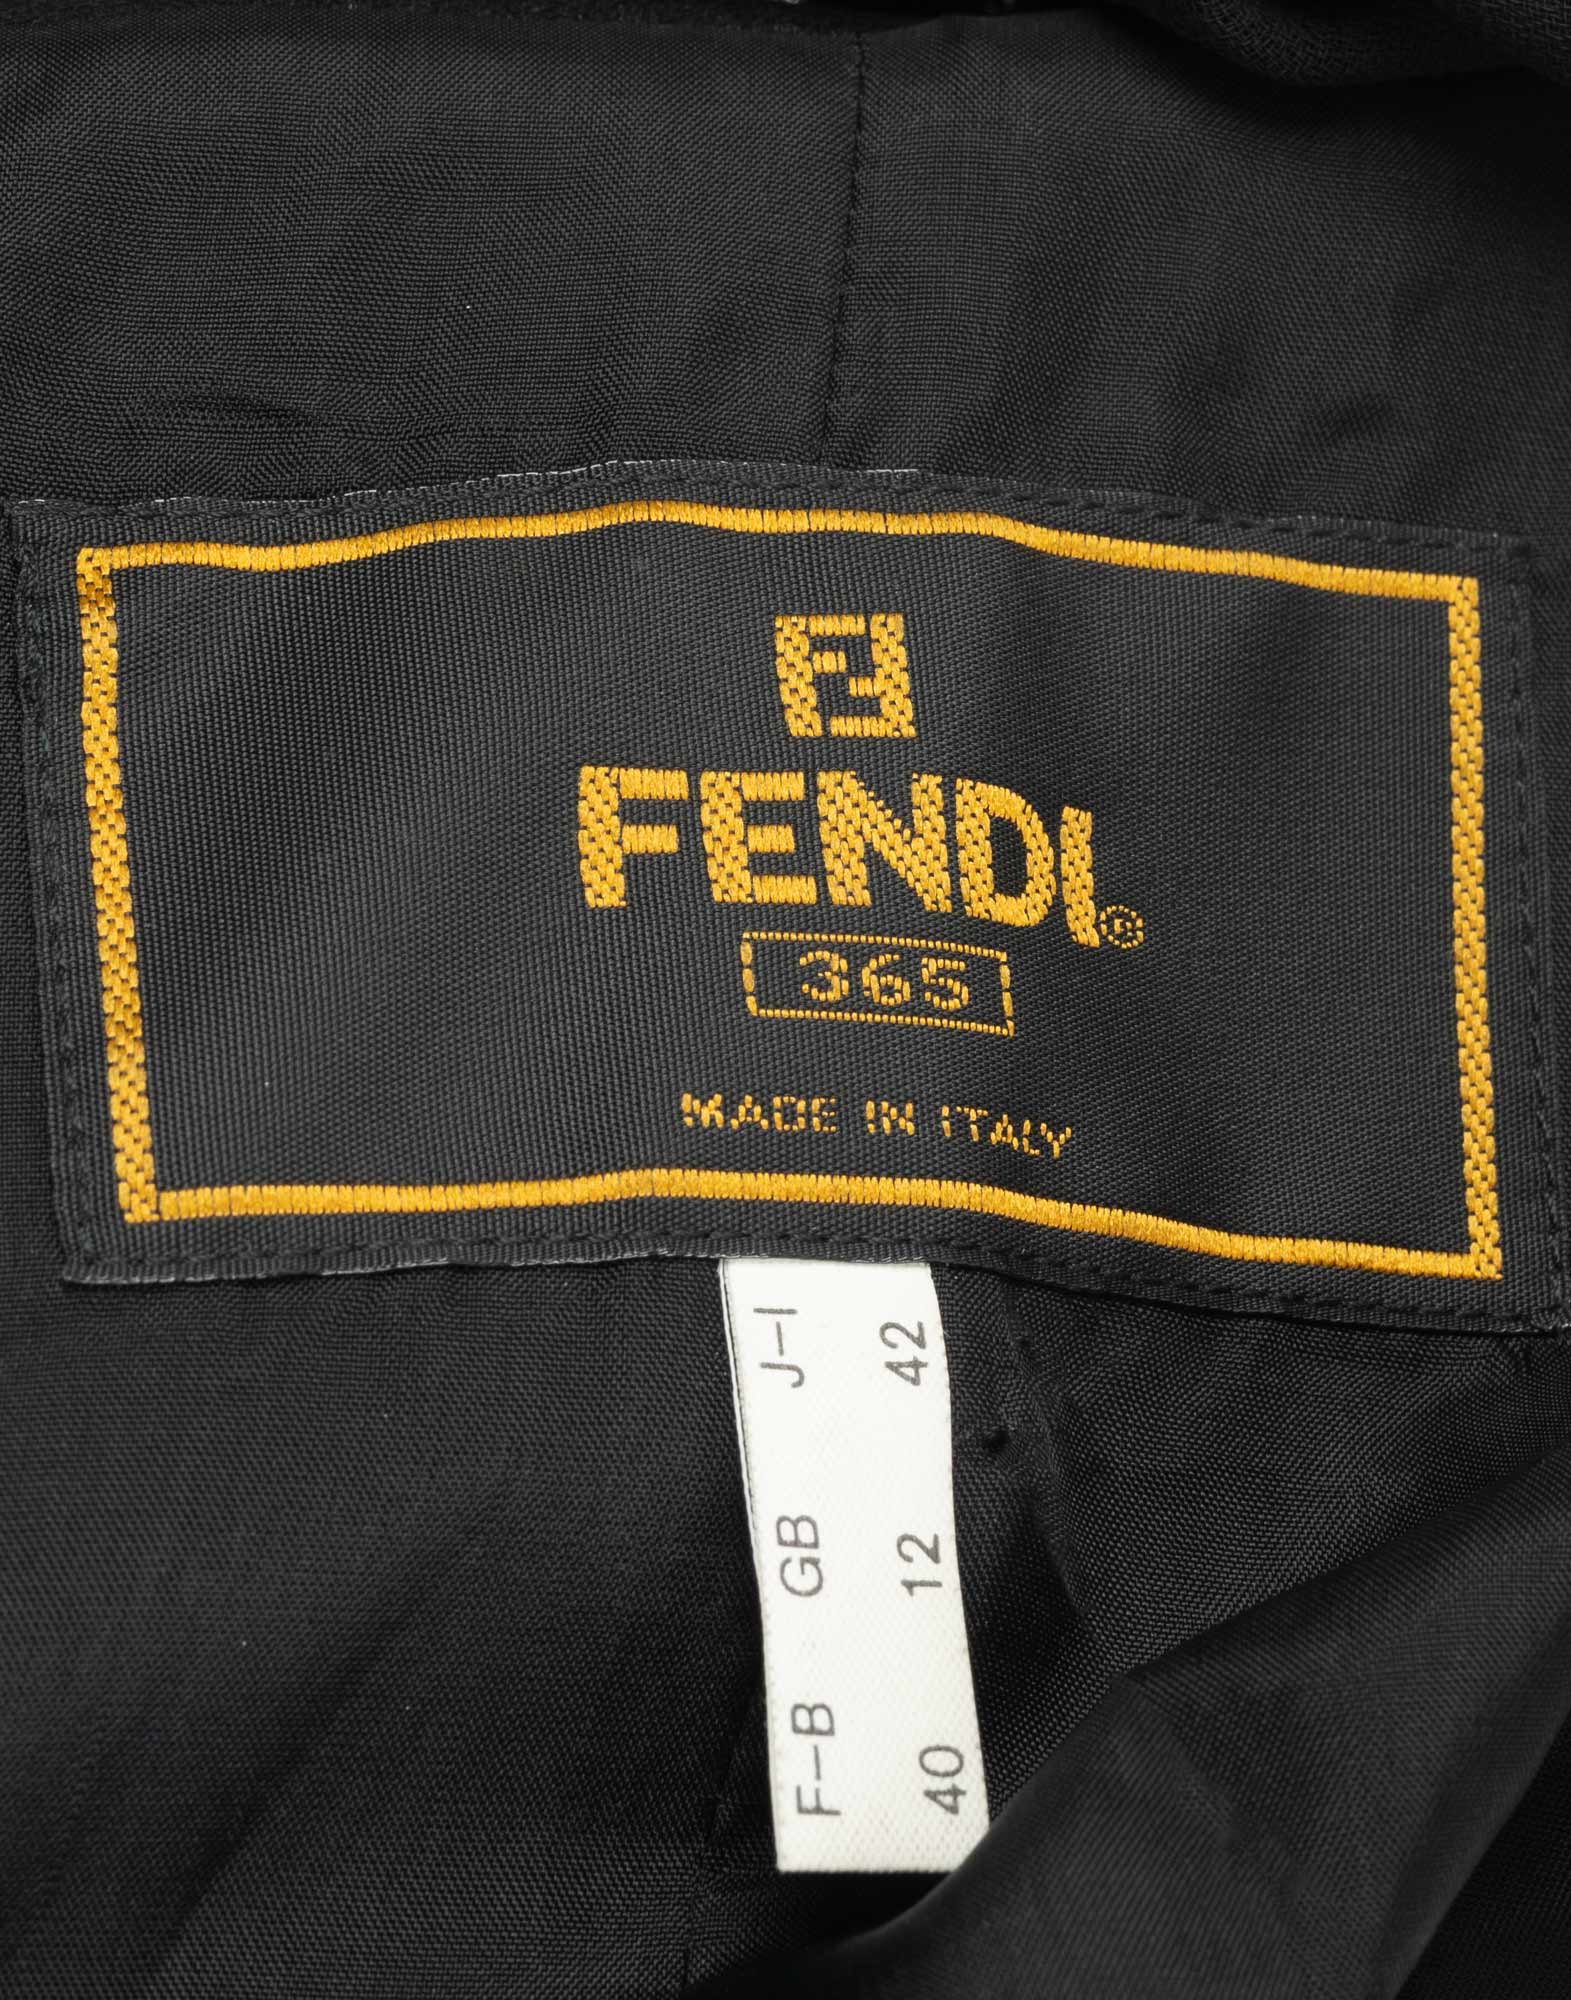 FF
FENDI®
365
MADE IN ITALY
J–I 42
GB 12
F–B 40